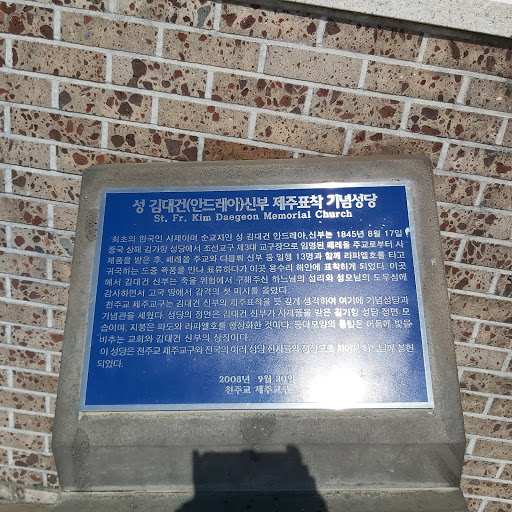 성 김대건(안드레아)신부 제주표착 기념성당
St. Fr. Kim Daegeon Memorial Church
최초의 한국인 사제이며 순교자인 성 김대건 안드레아 신부는 1845년 8월 17일
중국 상해 김가항 성당에서 조선교구 제3대 교구장으로 임명된 페레올 주교로부터 사
제품을 받은 후, 페레올 주교와 다블뤼 신부 등 일행 13명과 함께 라파엘호를 타고
귀국하는 도중 폭풍을 만나 표류하다가 이곳 용수리 해안에 표착하게 되었다. 이곳
에서 김대건 신부는 죽을 위험에서 구해주신 하느님의 섭리와 성모님의 도우심에
감사하면서 고국 땅에서 감격의 첫 미사를 올렸다.
천주교 제주교구는 김대건 신부의 제주표착을 뜻 깊게 생각하여 여기에 기념성당과
기념관을 세웠다. 성당의 정면은 김대건 신부가 사제품을 받은 김가항 성당 정면 모
습이며, 지붕은 파도와 라파엘호를 형상화한 것이다. 등대모양의 종탑은 어둠에 빛을
비추는 교회와 김대건 신부의 상징이다.
이 성당은 천주교 제주교구와 전국의 여러 성당 신자들의 정성으로 지어져 하느님께 봉헌
되었다.
2008년 9월 20일
천주교 제주교구